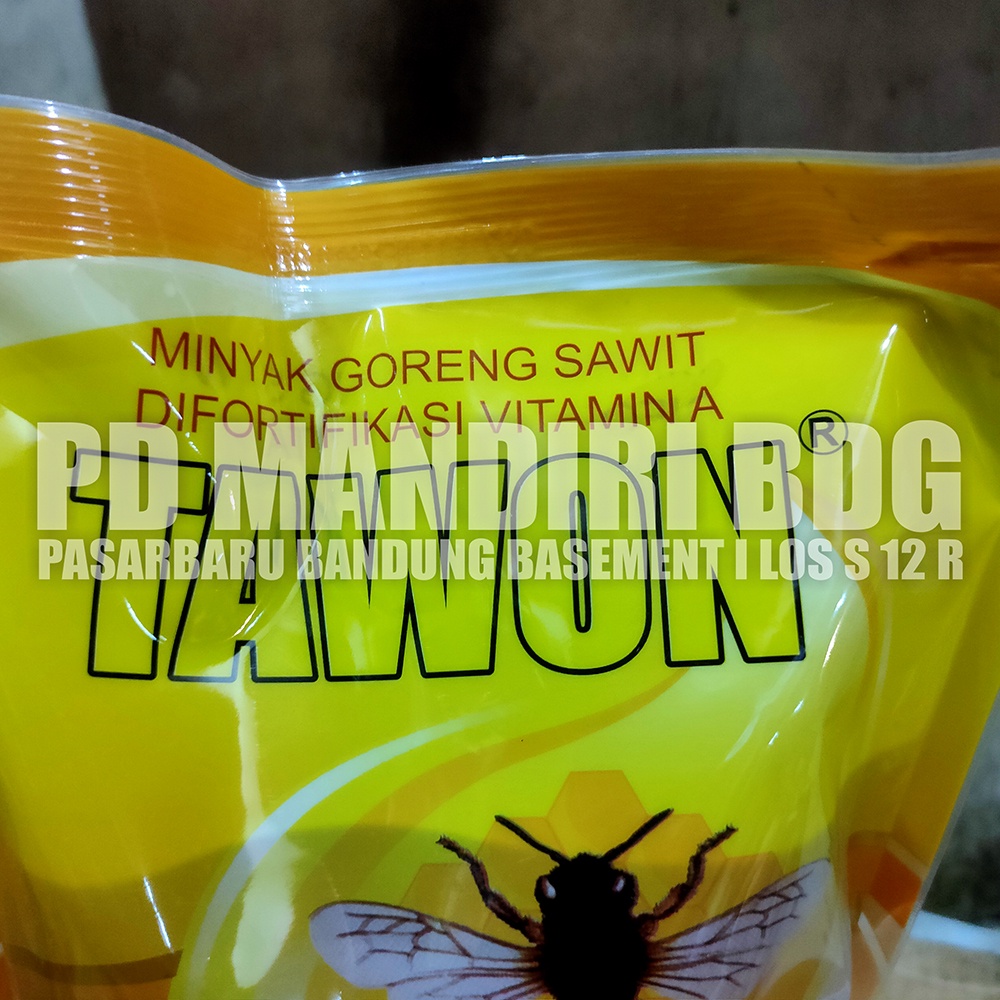 MINYAK GORENG SAWIT
DIFORTIFIKASI VITAMIN A
TAWON®
PD MANDIRI BDG
PASARBARU BANDUNG BASEMENT I LOS S 12 R